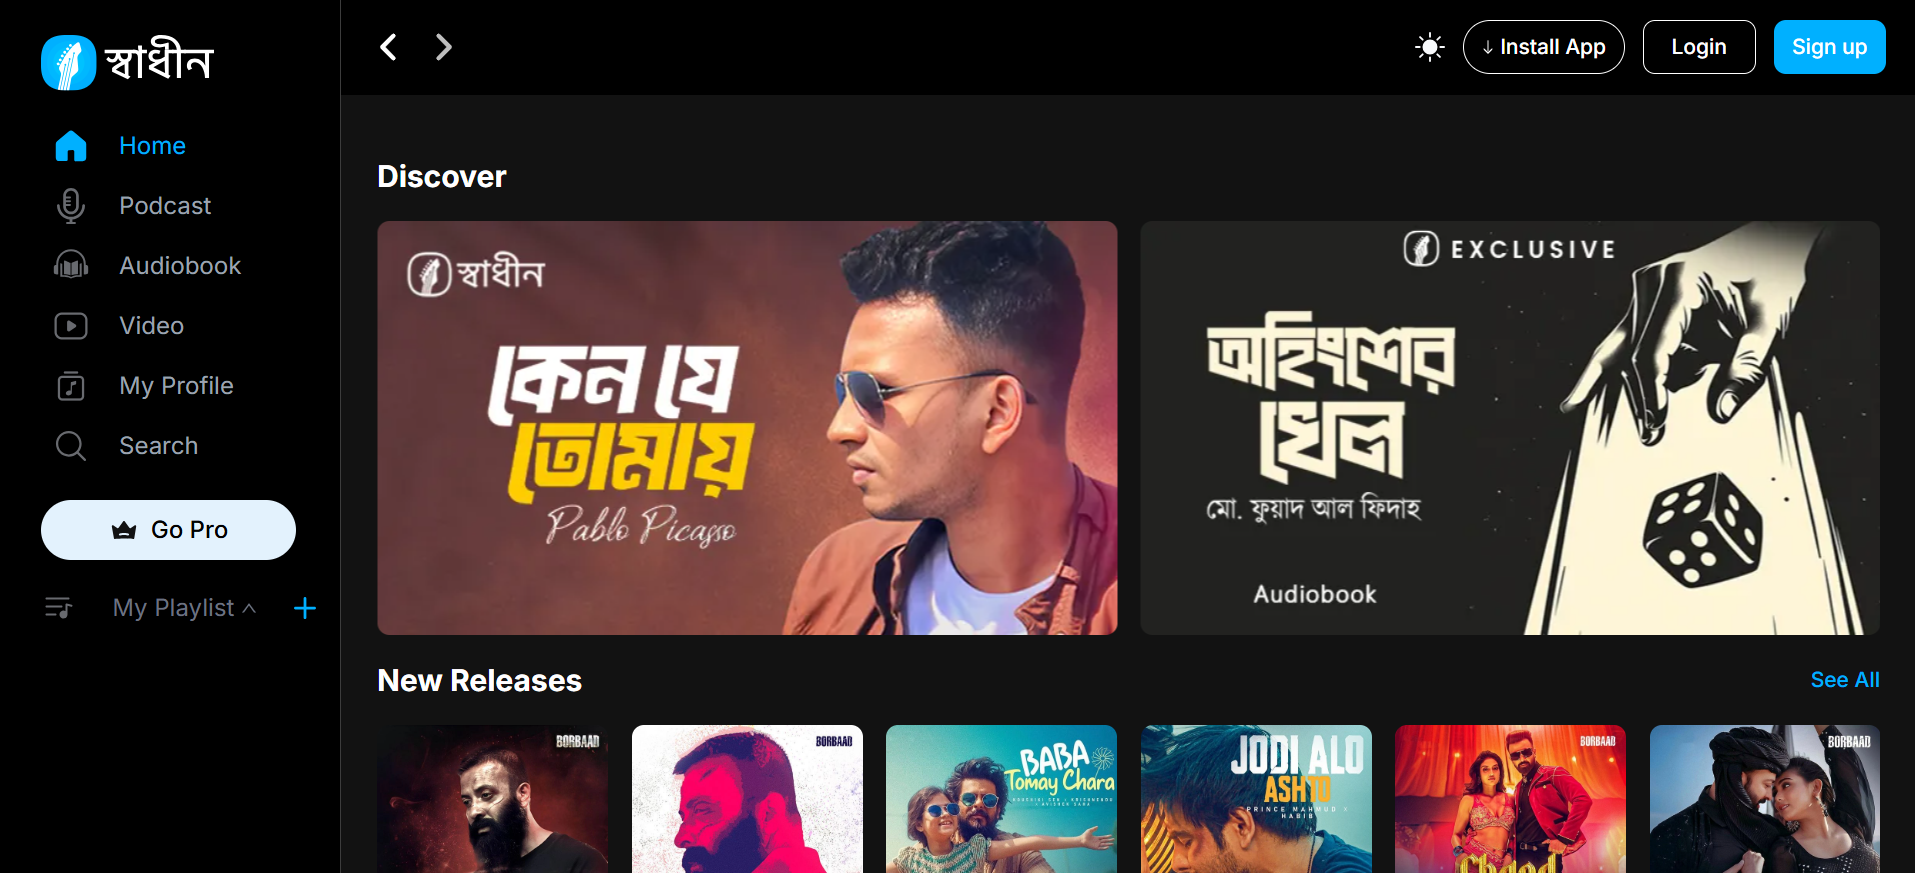 স্বাধীন
Home
Podcast
Audiobook
Video
My Profile
Search
Go Pro
My Playlist
↓ Install App
Login
Sign up
Discover
স্বাধীন
কেন যে
তোমায়
Pablo Picasso
EXCLUSIVE
অহিংশের
খেল
মো. ফুয়াদ আল ফিদাহ
Audiobook
New Releases
See All
BORBAAD
BORBAAD
BABA
Tomay Chara
JODI ALO
ASHTO
PRINCE MAHMUD X
HABIB
BORBAAD
BORBAAD